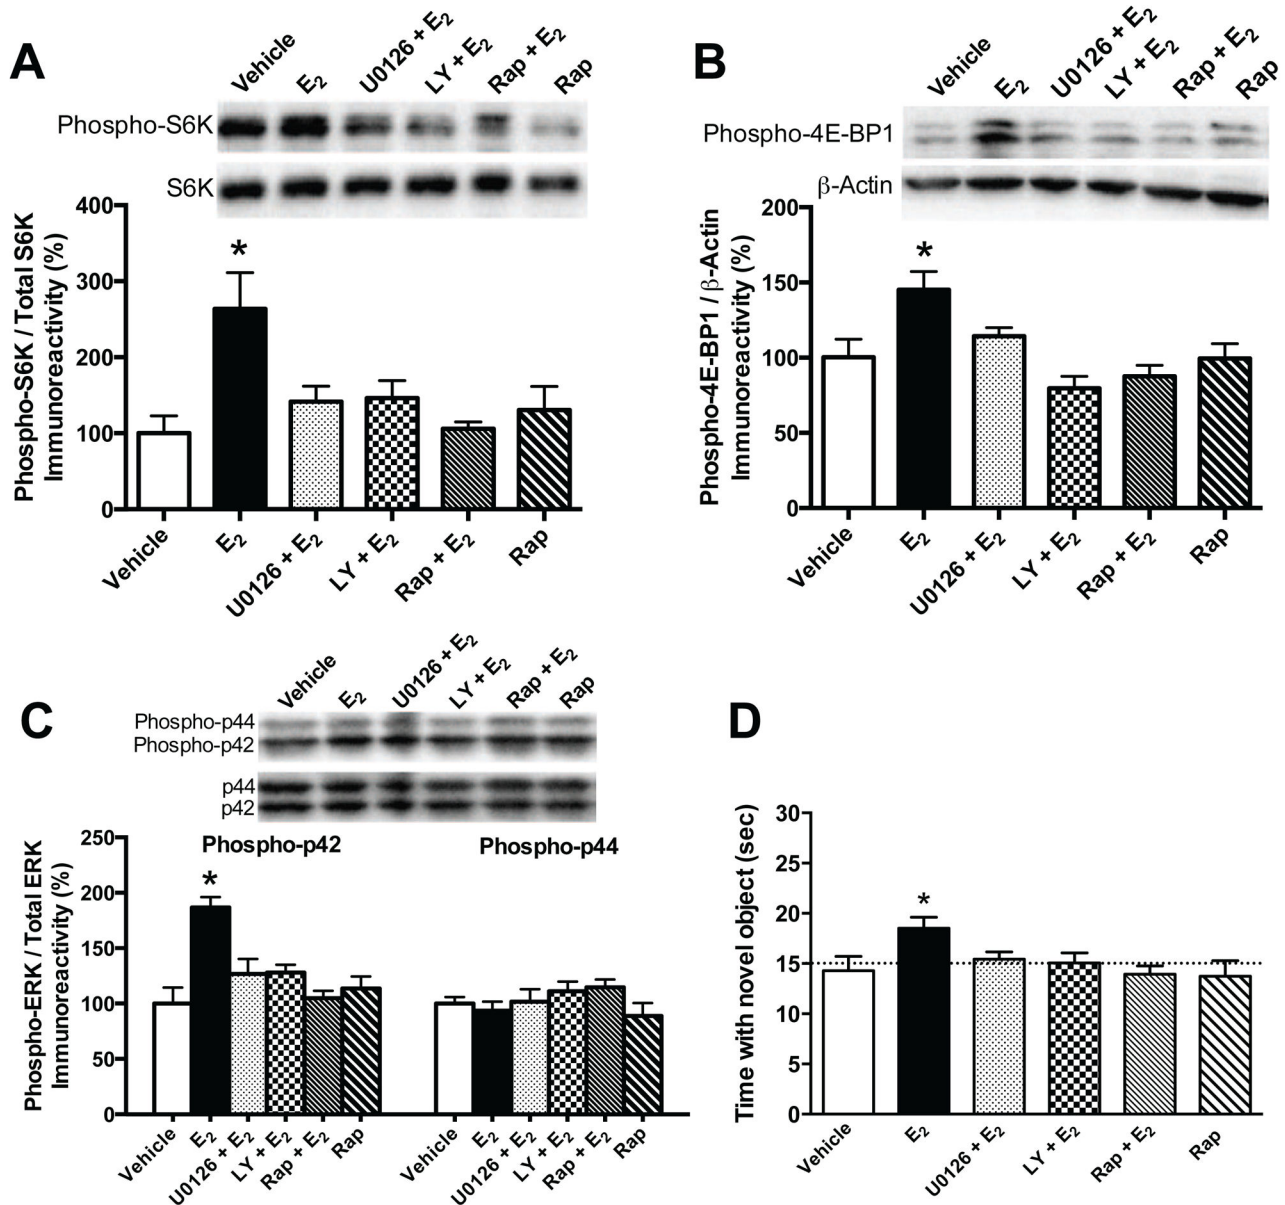 A
Vehicle
E₂
U0126 + E₂
LY + E₂
Rap + E₂
Rap
Phospho-S6K
S6K
Phospho-S6K / Total S6K
Immunoreactivity (%)
400
300
200
100
0
*
Vehicle
E₂
U0126 + E₂
LY + E₂
Rap + E₂
Rap
B
Vehicle
E₂
U0126 + E₂
LY + E₂
Rap + E₂
Rap
Phospho-4E-BP1
β-Actin
Phospho-4E-BP1 / β-Actin
Immunoreactivity (%)
200
150
100
50
0
*
Vehicle
E₂
U0126 + E₂
LY + E₂
Rap + E₂
Rap
C
Vehicle
E₂
U0126 + E₂
LY + E₂
Rap + E₂
Rap
Phospho-p44
Phospho-p42
p44
p42
Phospho-ERK / Total ERK
Immunoreactivity (%)
250
200
150
100
50
0
Phospho-p42
Phospho-p44
*
Vehicle
E₂
U0126 + E₂
LY + E₂
Rap + E₂
Rap
Vehicle
E₂
U0126 + E₂
LY + E₂
Rap + E₂
Rap
D
Time with novel object (sec)
30
25
20
15
10
5
0
*
Vehicle
E₂
U0126 + E₂
LY + E₂
Rap + E₂
Rap